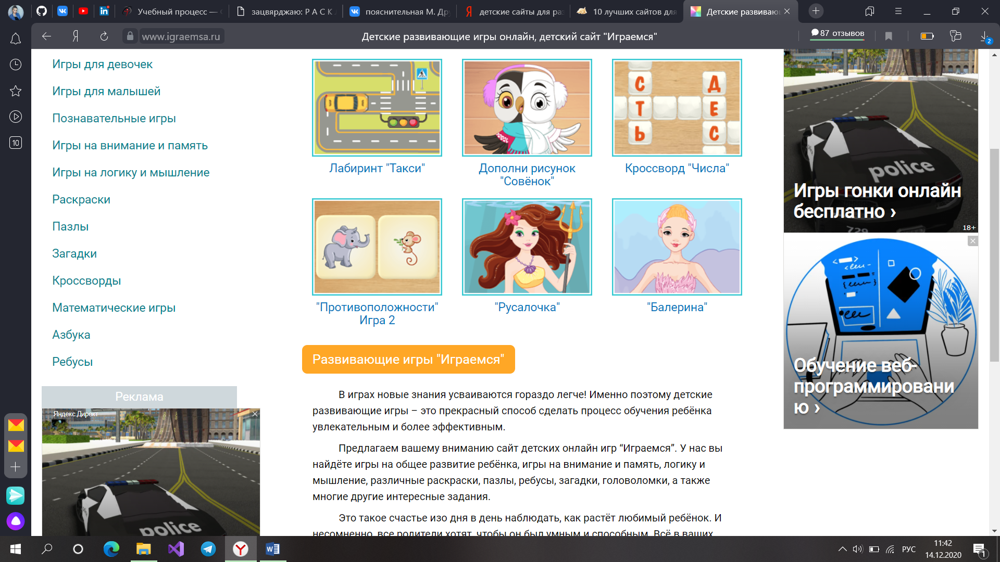 Учебный процесс —
зацвярджаю: Р А С К
пояснительная М. Дру
детские сайты для ра
10 лучших сайтов для
Детские развивающ
www.igraemsa.ru
Детские развивающие игры онлайн, детский сайт "Играемся"
87 отзывов
2
10
Игры для девочек
Игры для малышей
Познавательные игры
Игры на внимание и память
Игры на логику и мышление
Раскраски
Пазлы
Загадки
Кроссворды
Математические игры
Азбука
Ребусы
Реклама
Яндекс.Директ
police
С Д
Т Е
Ь С
Лабиринт "Такси"
Дополни рисунок
"Совёнок"
Кроссворд "Числа"
"Противоположности"
Игра 2
"Русалочка"
"Балерина"
Развивающие игры "Играемся"
В играх новые знания усваиваются гораздо легче! Именно поэтому детские
развивающие игры – это прекрасный способ сделать процесс обучения ребёнка
увлекательным и более эффективным.
Предлагаем вашему вниманию сайт детских онлайн игр “Играемся”. У нас вы
найдёте игры на общее развитие ребёнка, игры на внимание и память, логику и
мышление, различные раскраски, пазлы, ребусы, загадки, головоломки, а также
многие другие интересные задания.
Это такое счастье изо дня в день наблюдать, как растёт любимый ребёнок. И
несомненно, все родители хотят, чтобы он был умным и способным. Всё в ваших
police
Игры гонки онлайн
бесплатно ›
729
18+
Обучение веб-
программировани
ю ›
РУС
11:42
14.12.2020
1